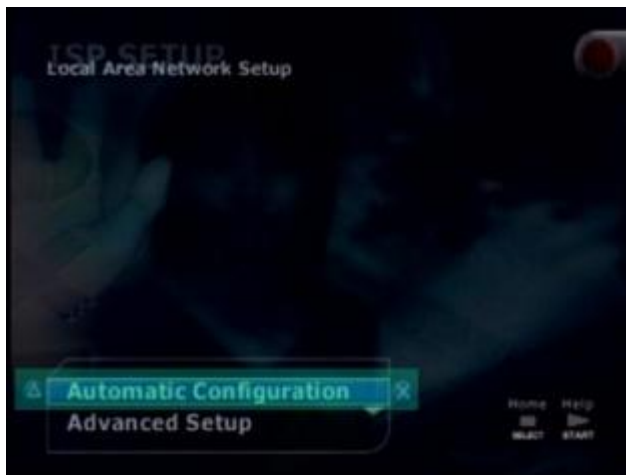 ISP SETUP
Local Area Network Setup
Automatic Configuration
Advanced Setup
Home Help
SELECT START